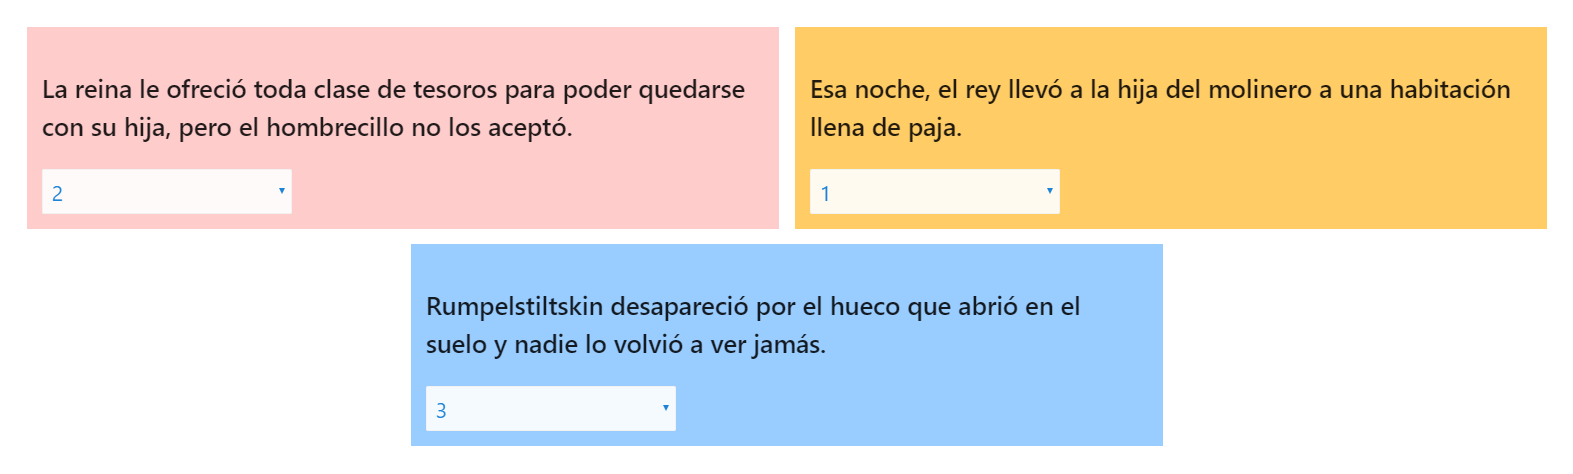 La reina le ofreció toda clase de tesoros para poder quedarse
con su hija, pero el hombrecillo no los aceptó.
2
Esa noche, el rey llevó a la hija del molinero a una habitación
llena de paja.
1
Rumpelstiltskin desapareció por el hueco que abrió en el
suelo y nadie lo volvió a ver jamás.
3